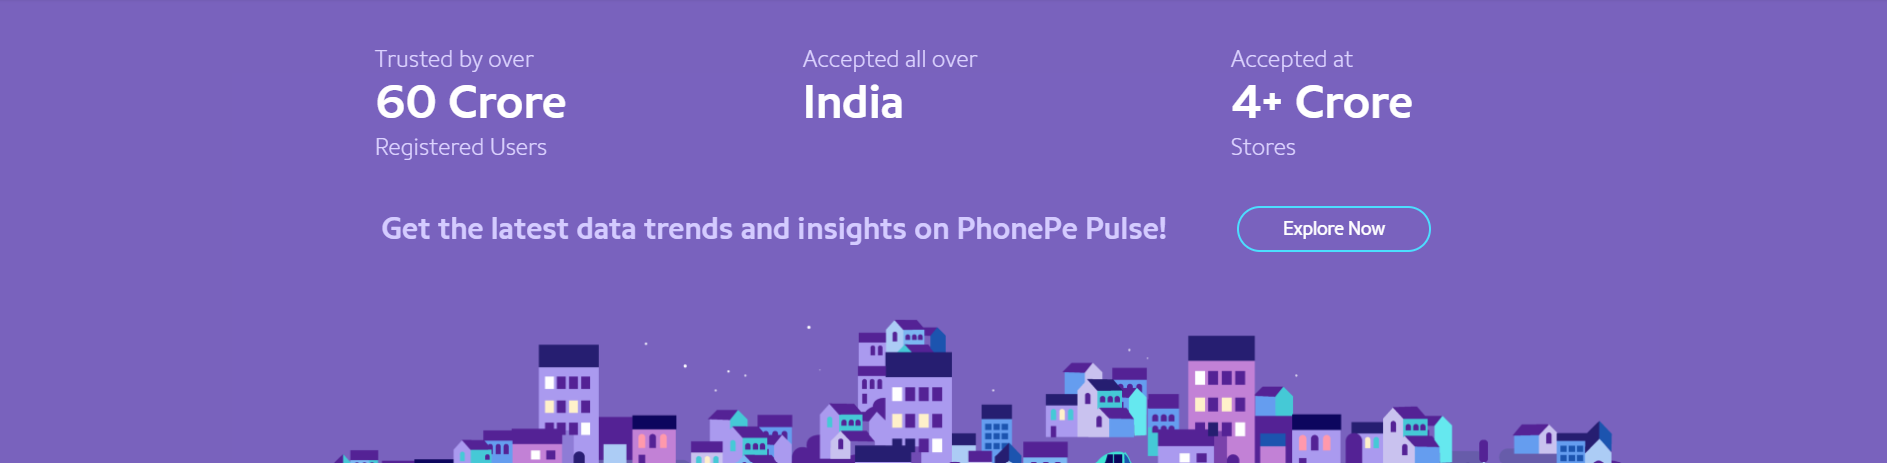 Trusted by over
60 Crore
Registered Users
Accepted all over
India
Accepted at
4+ Crore
Stores
Get the latest data trends and insights on PhonePe Pulse!
Explore Now